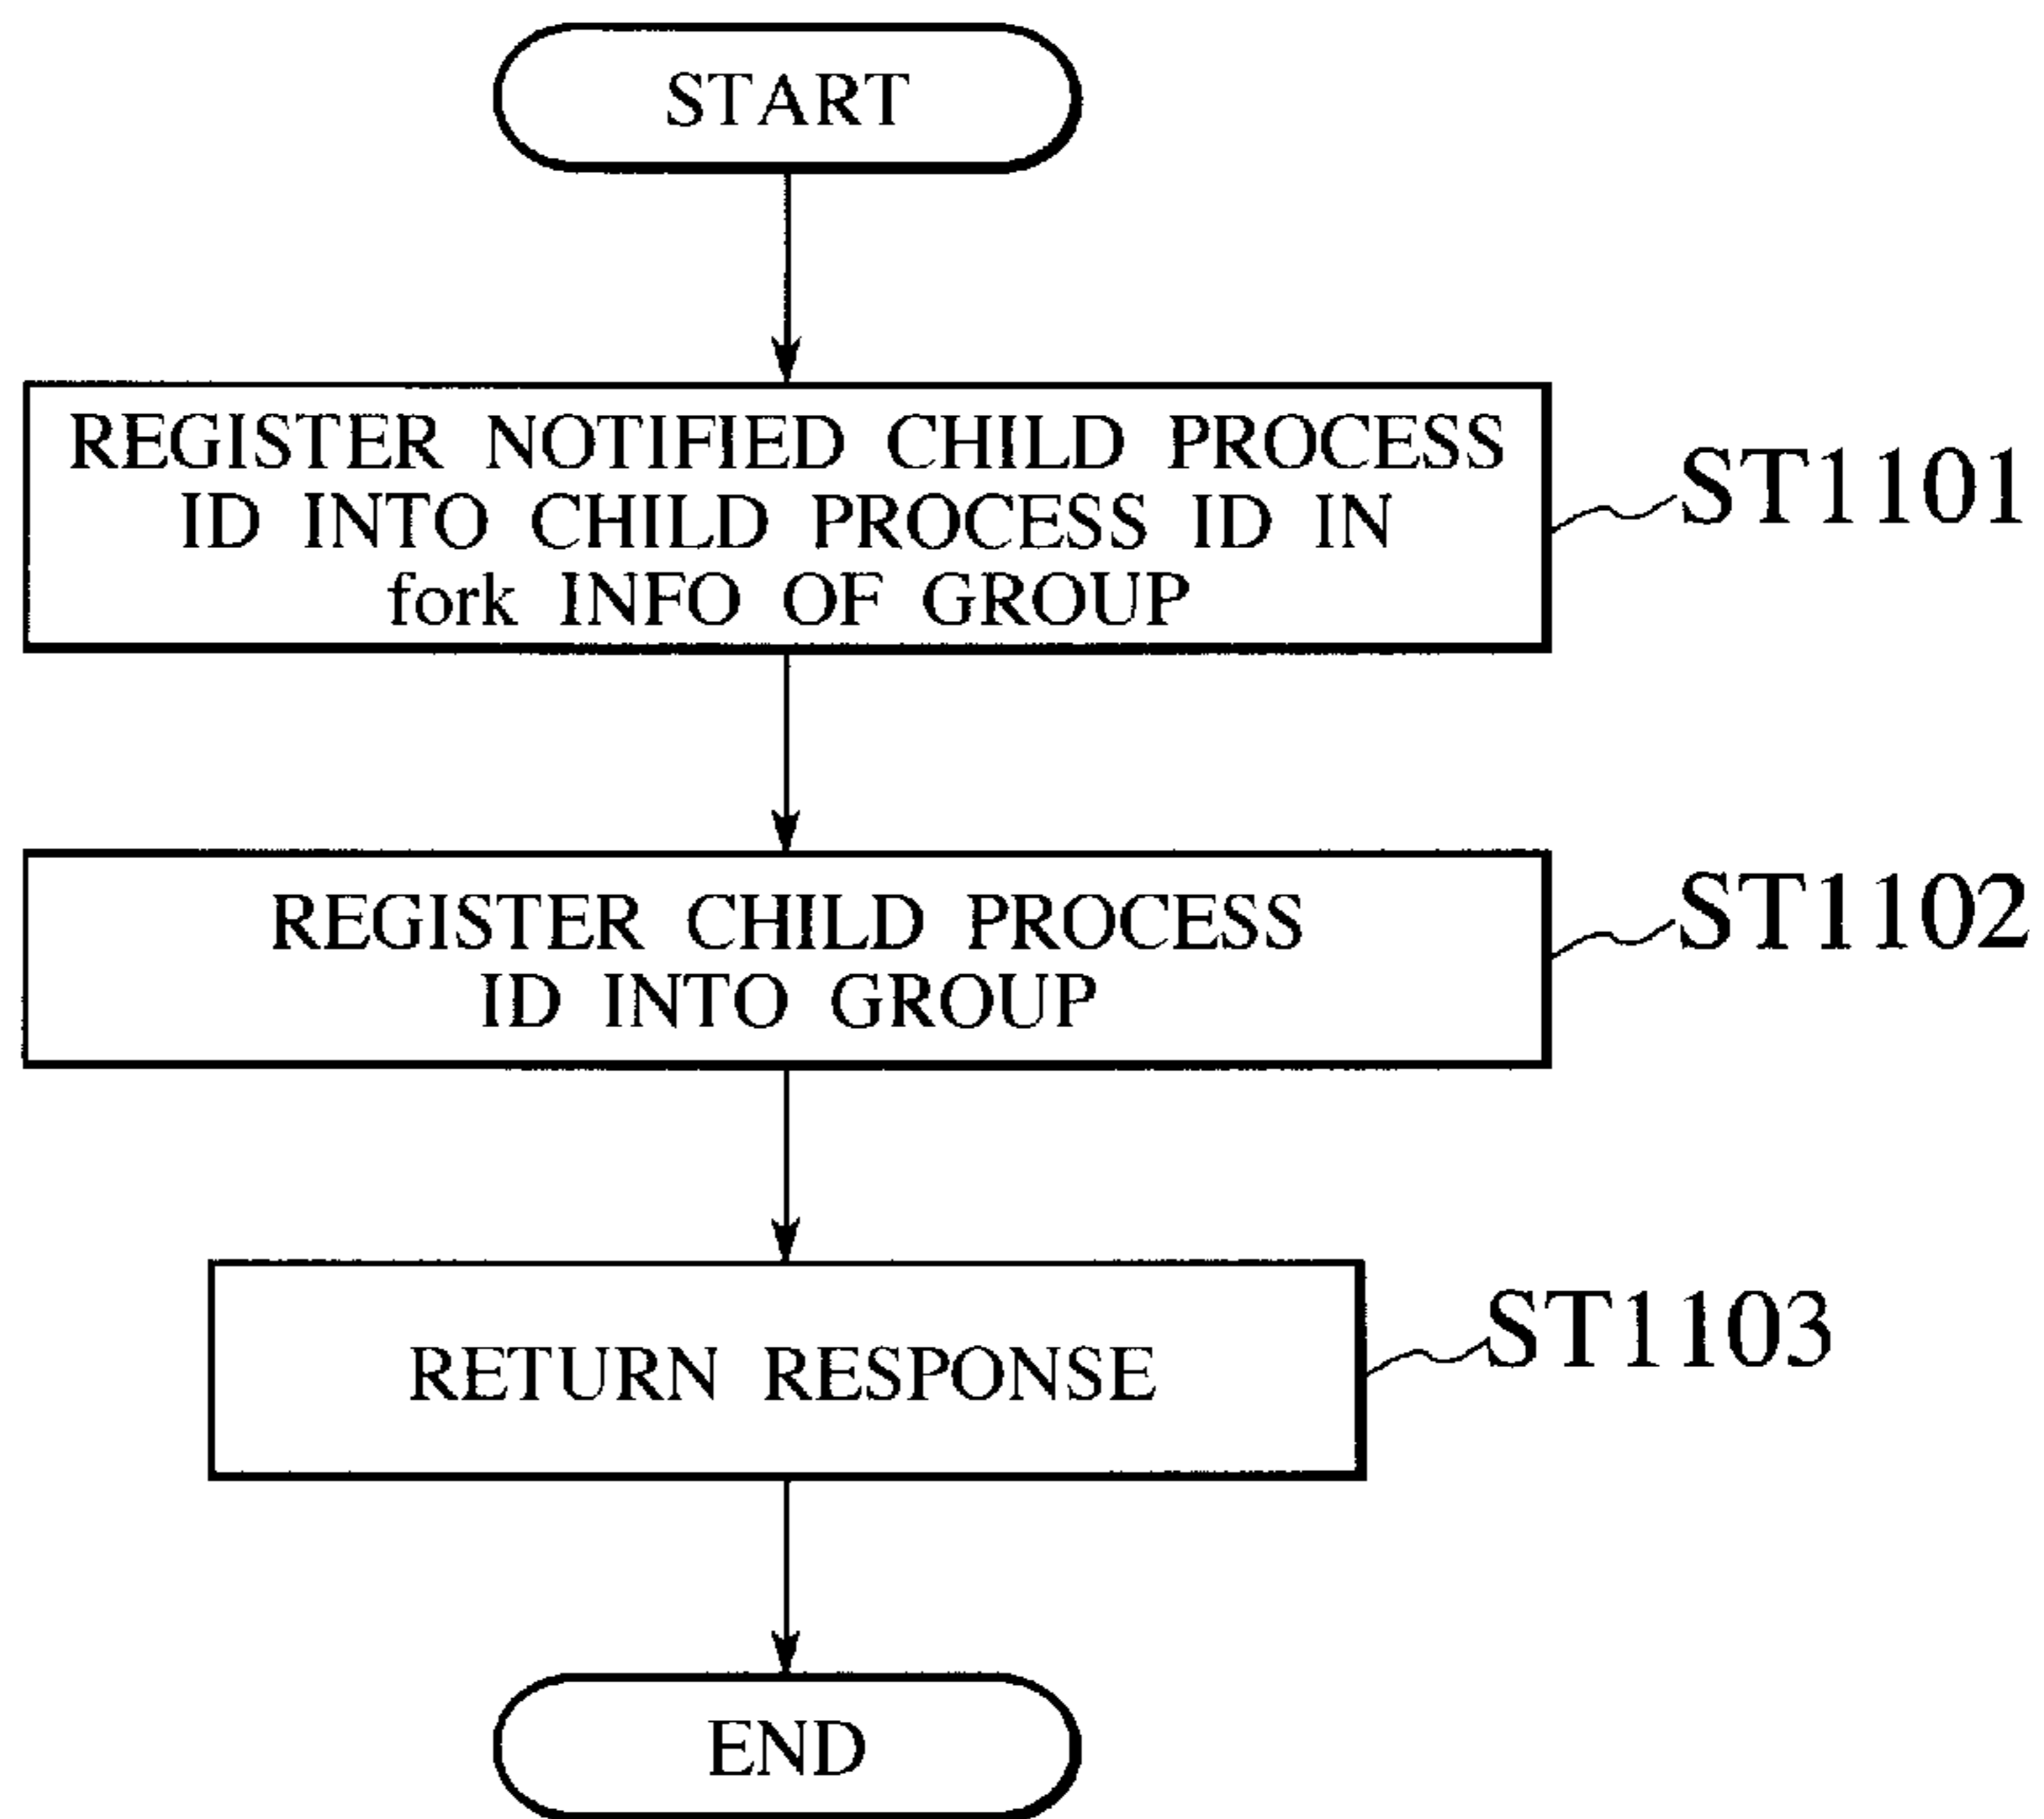 START
REGISTER NOTIFIED CHILD PROCESS
ID INTO CHILD PROCESS ID IN
fork INFO OF GROUP
ST1101
REGISTER CHILD PROCESS
ID INTO GROUP
ST1102
RETURN RESPONSE
ST1103
END